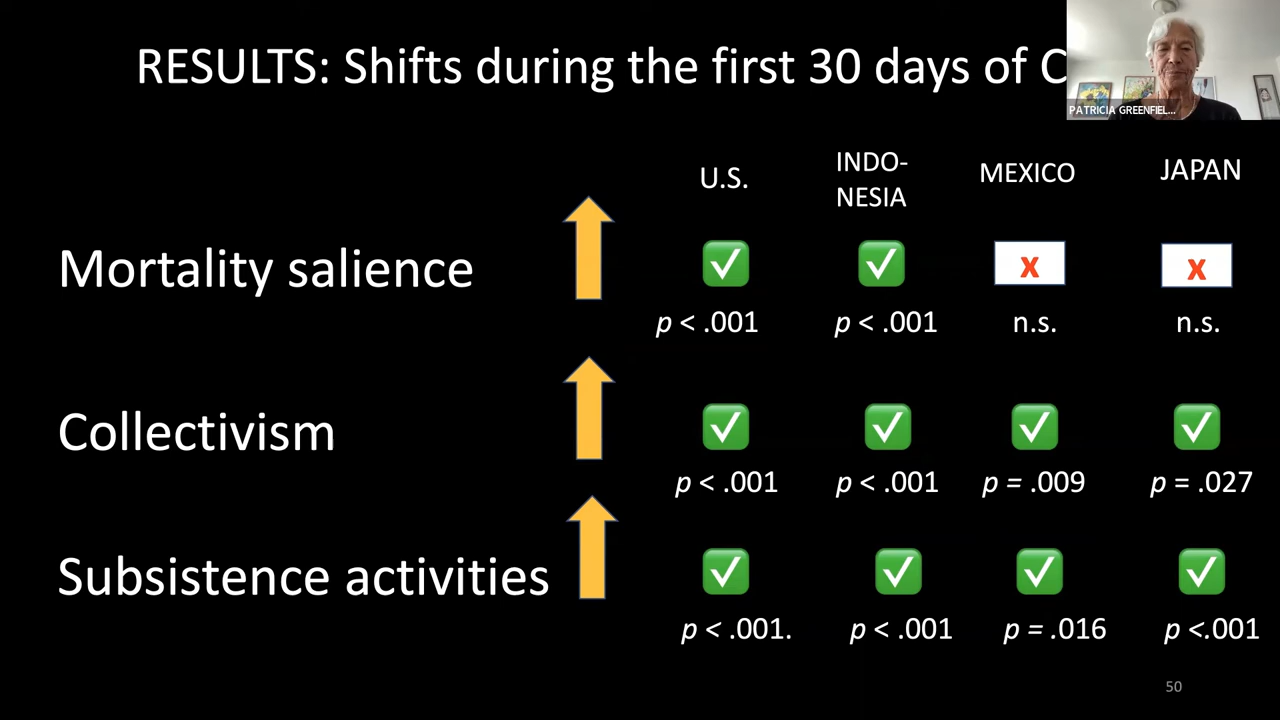 RESULTS: Shifts during the first 30 days of C
PATRICIA GREENFIEL...
U.S.
INDO-
NESIA
MEXICO
JAPAN
Mortality salience
x
x
p < .001
p < .001
n.s.
n.s.
Collectivism
p < .001
p < .001
p = .009
p = .027
Subsistence activities
p < .001.
p < .001
p = .016
p <.001
50